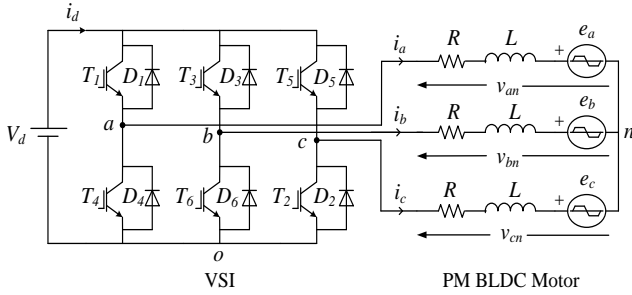 i_d
i_a R L + e_a
T_1 D_1 T_3 D_3 T_5 D_5
v_an
V_d
a b c
i_b R L + e_b
n
v_bn
T_4 D_4 T_6 D_6 T_2 D_2
i_c R L + e_c
v_cn
o
VSI PM BLDC Motor